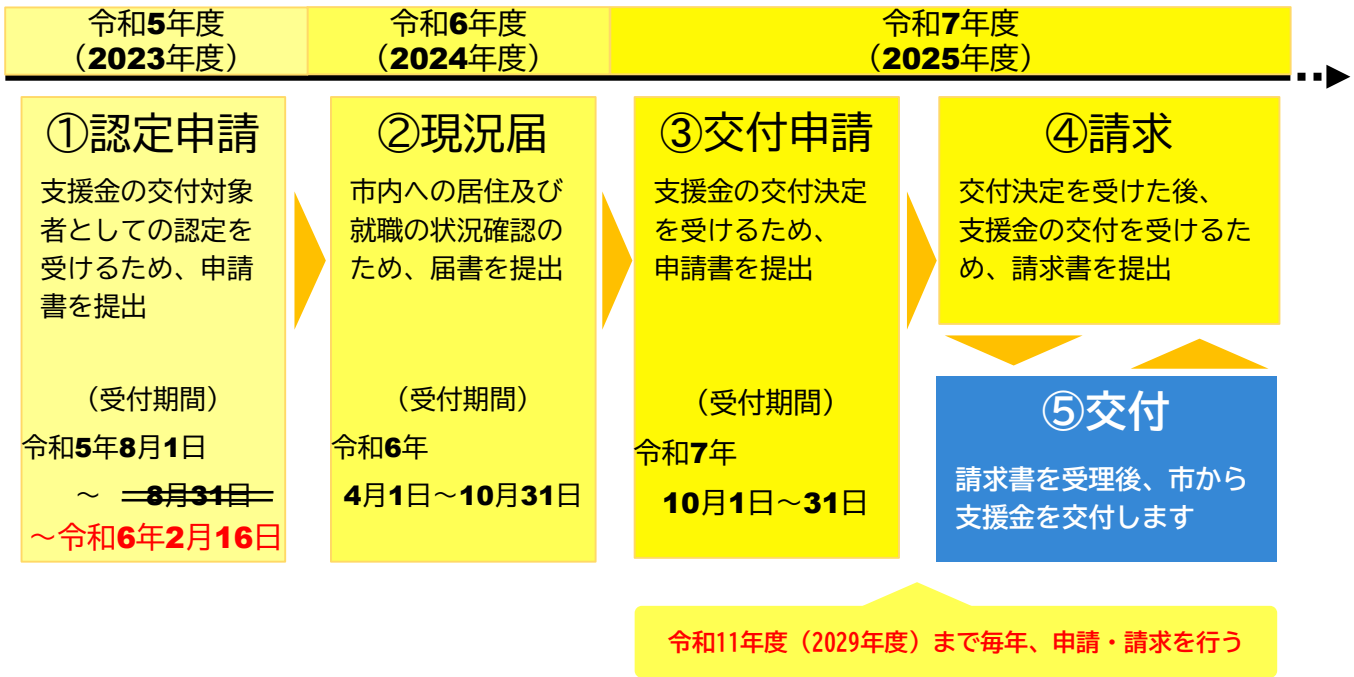 令和5年度
（2023年度）
令和6年度
（2024年度）
令和7年度
（2025年度）
①認定申請
支援金の交付対象
者としての認定を
受けるため、申請
書を提出
（受付期間）
令和5年8月1日
～ 8月31日
～令和6年2月16日
②現況届
市内への居住及び
就職の状況確認の
ため、届書を提出
（受付期間）
令和6年
4月1日～10月31日
③交付申請
支援金の交付決定
を受けるため、
申請書を提出
（受付期間）
令和7年
10月1日～31日
④請求
交付決定を受けた後、
支援金の交付を受けるた
め、請求書を提出
⑤交付
請求書を受理後、市から
支援金を交付します
令和11年度（2029年度）まで毎年、申請・請求を行う